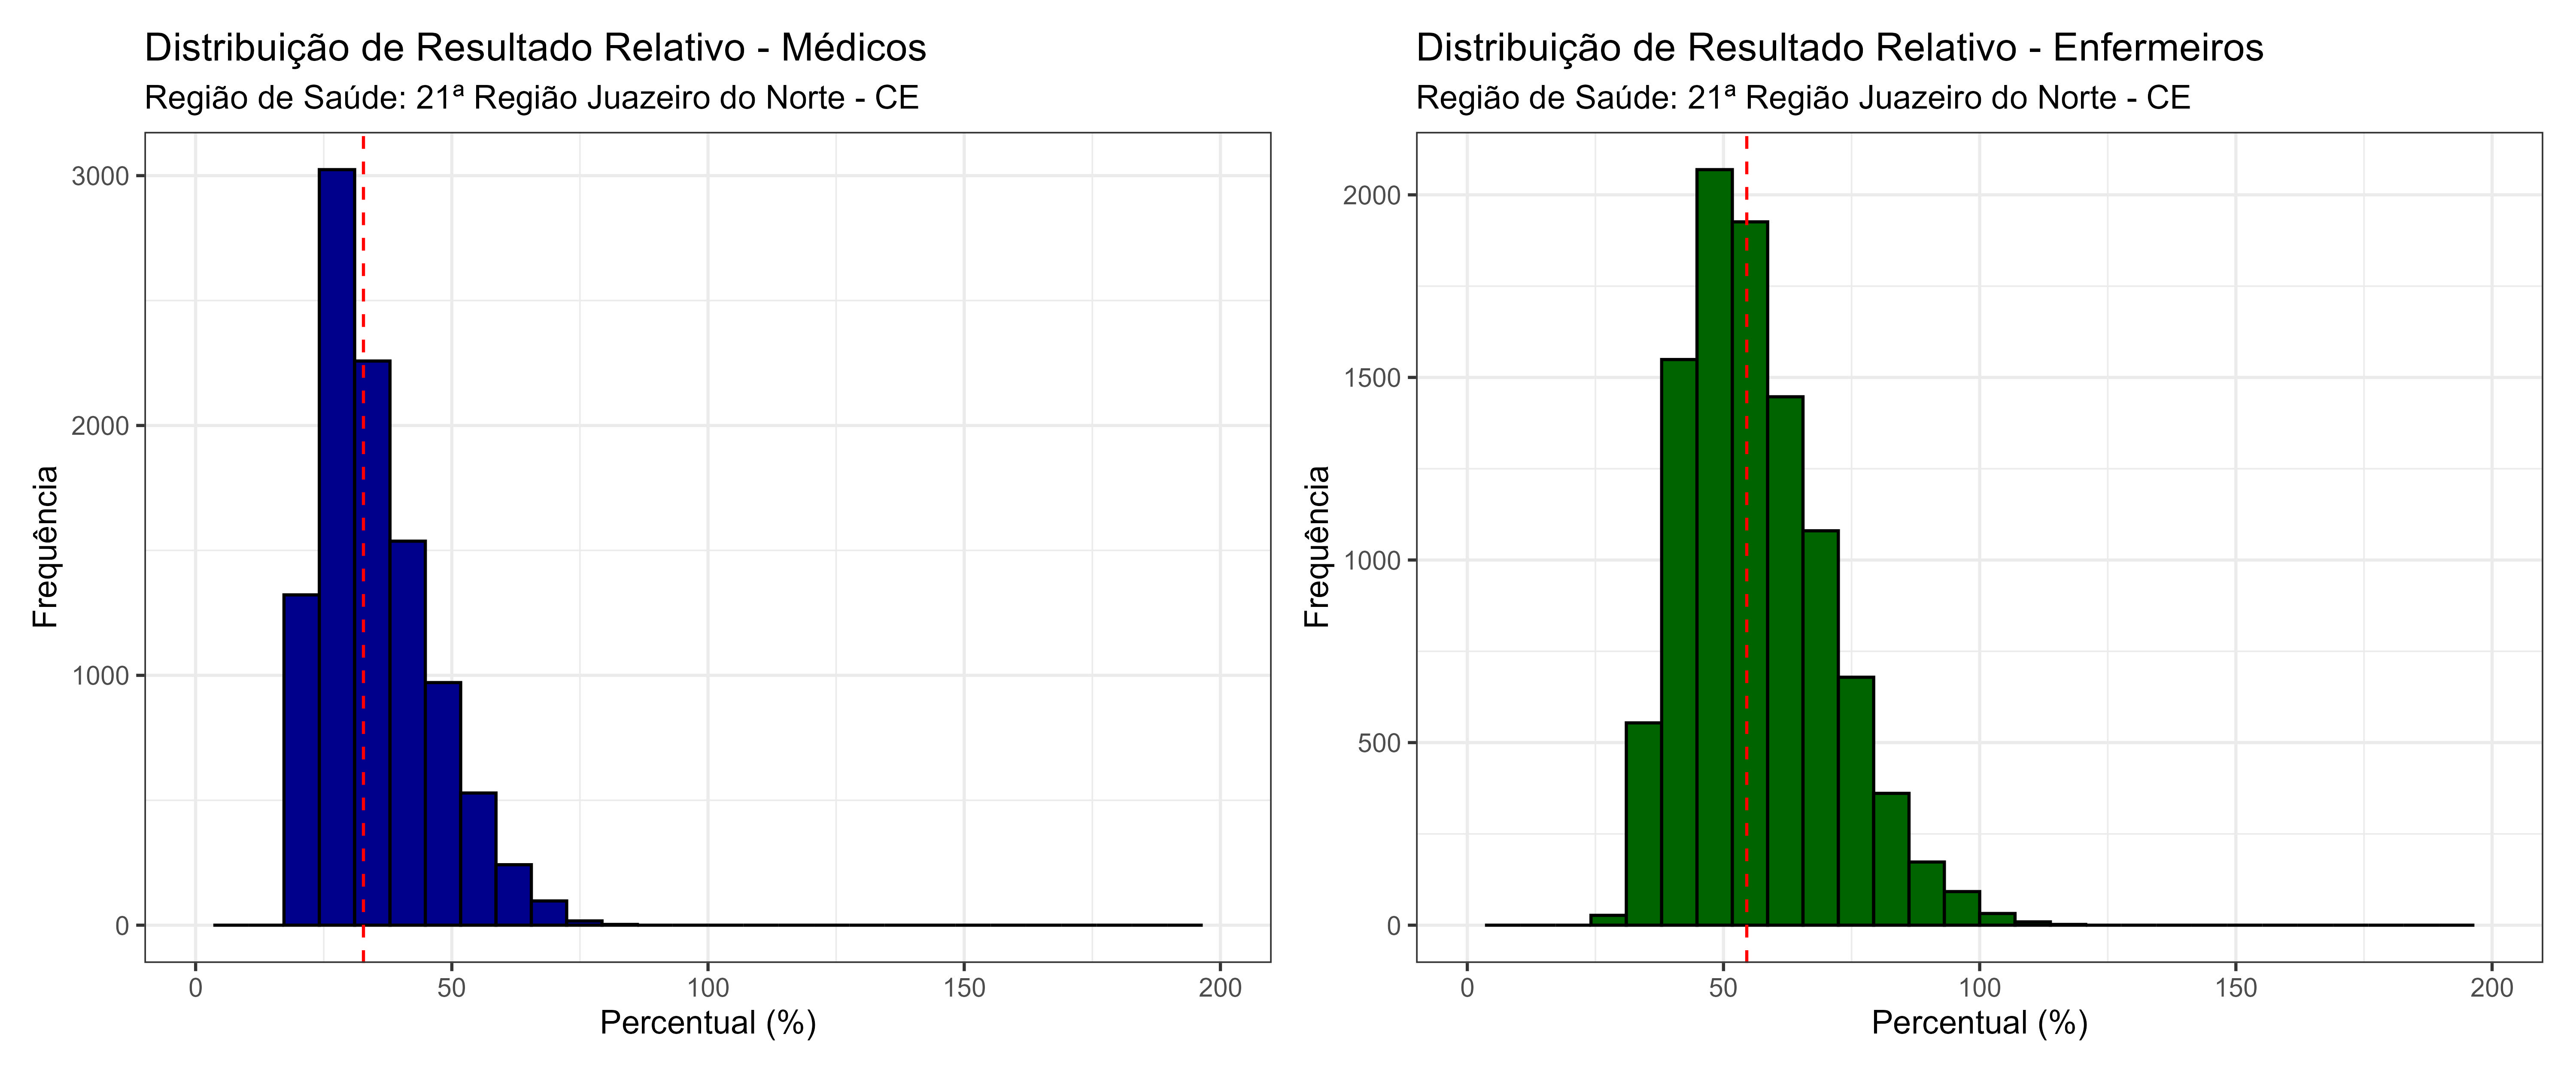 Distribuição de Resultado Relativo - Médicos
Região de Saúde: 21ª Região Juazeiro do Norte - CE
3000
2000
1000
0
Frequência
0 50 100 150 200
Percentual (%)
Distribuição de Resultado Relativo - Enfermeiros
Região de Saúde: 21ª Região Juazeiro do Norte - CE
2000
1500
1000
500
0
Frequência
0 50 100 150 200
Percentual (%)